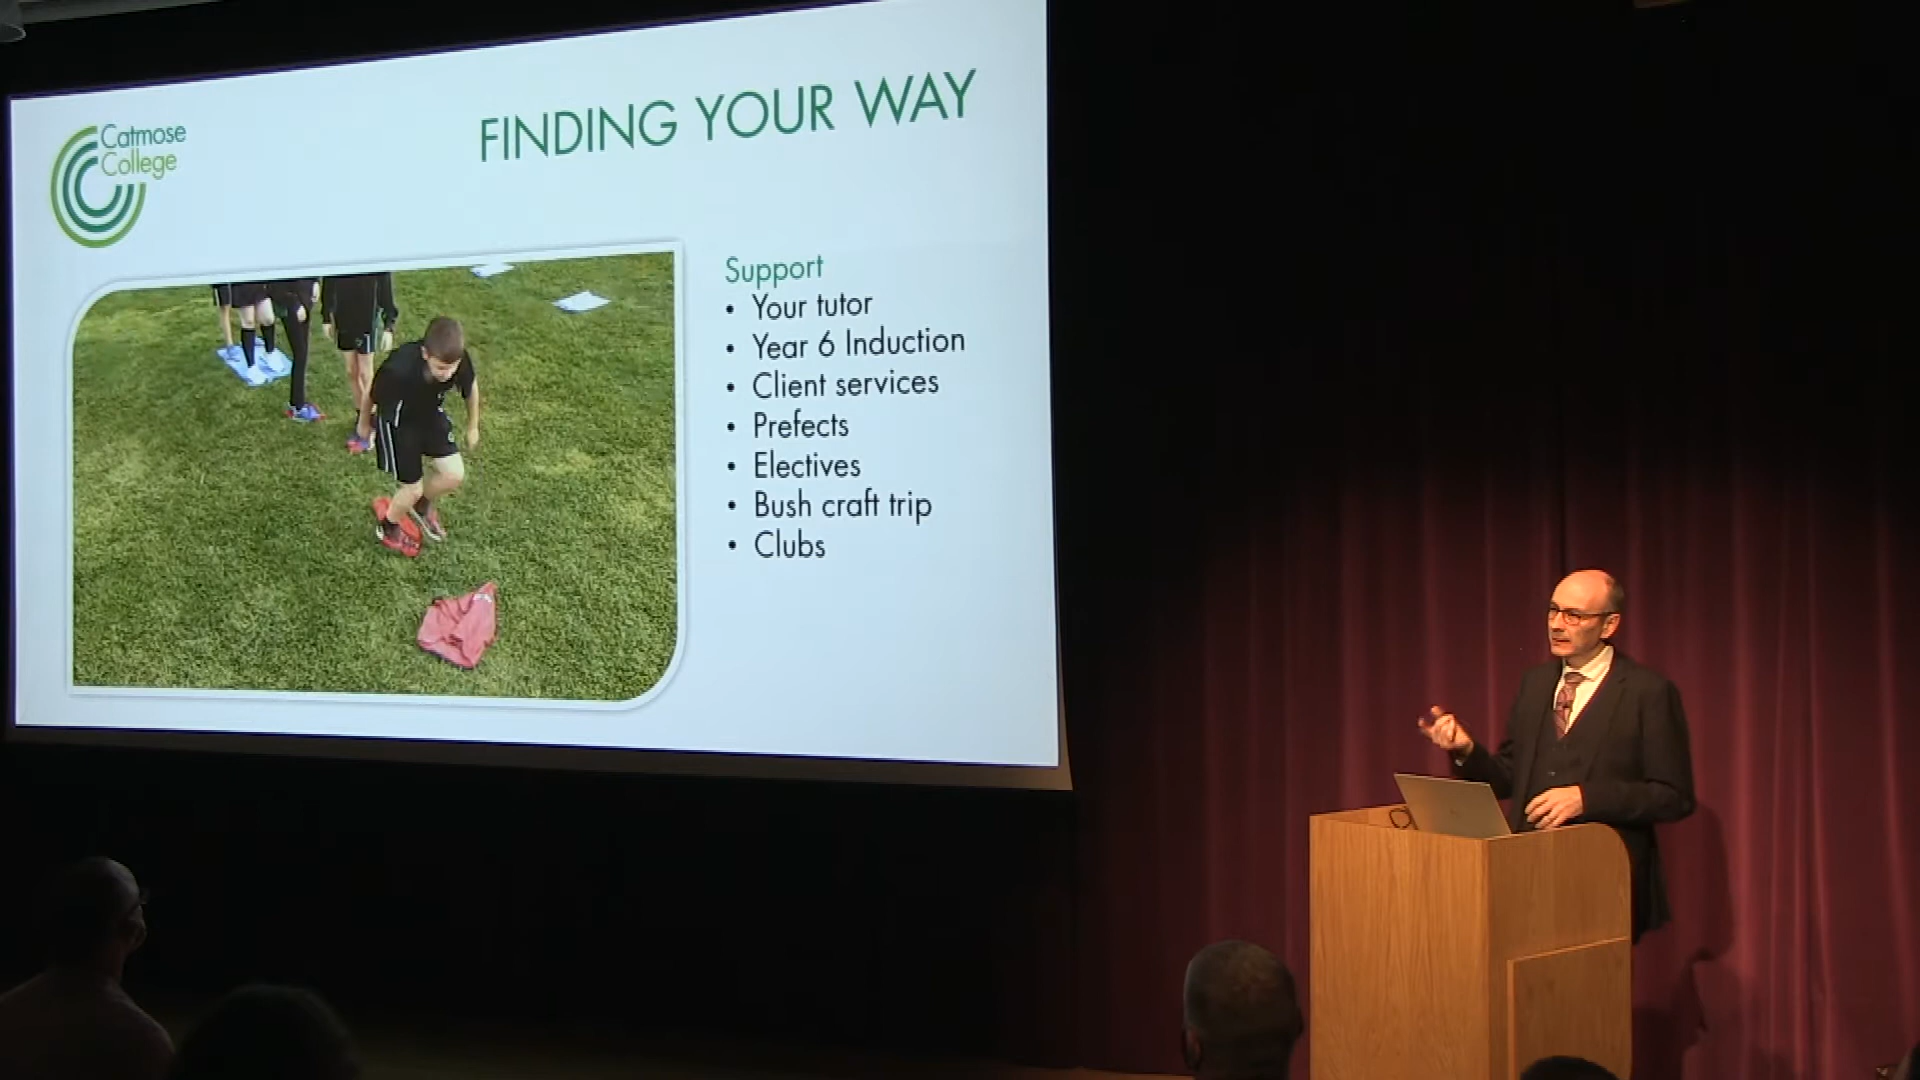 Catmose
College
FINDING YOUR WAY
Support
• Your tutor
• Year 6 Induction
• Client services
• Prefects
• Electives
• Bush craft trip
• Clubs